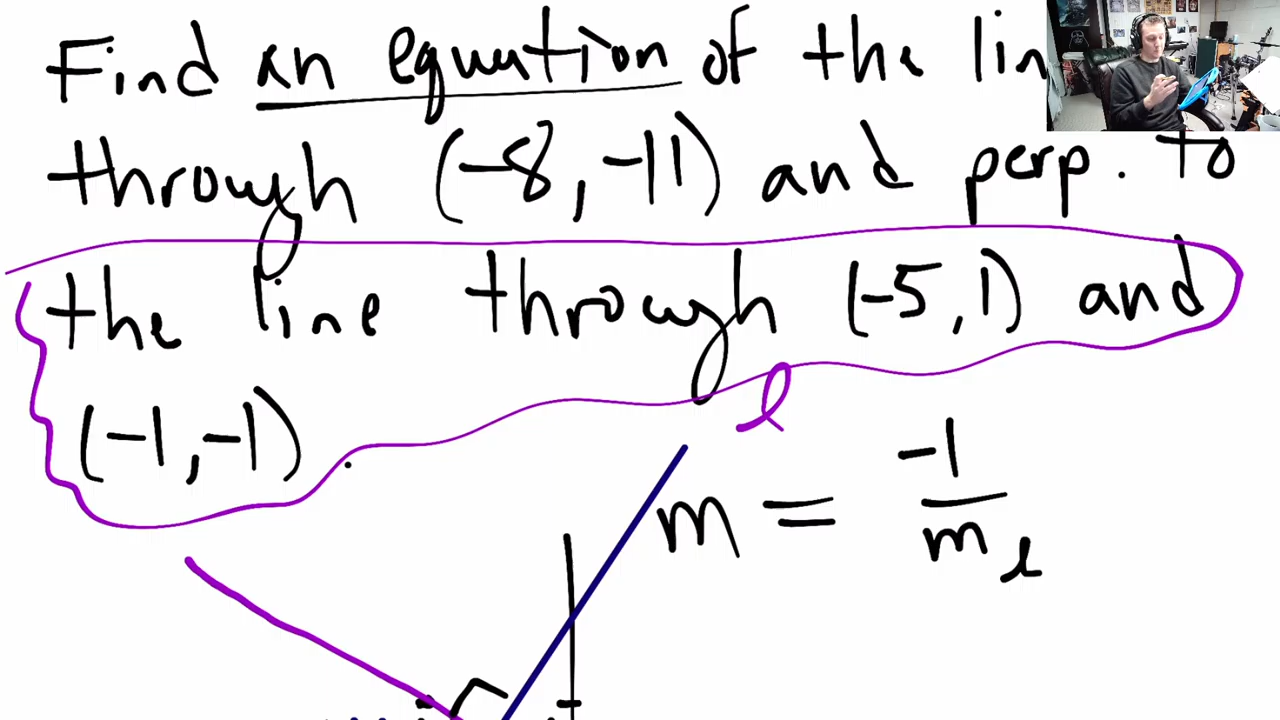 Find an equation of the lin
through (-8, -11) and perp. to
the line through (-5, 1) and
(-1, -1).
l
m = -1/m_l